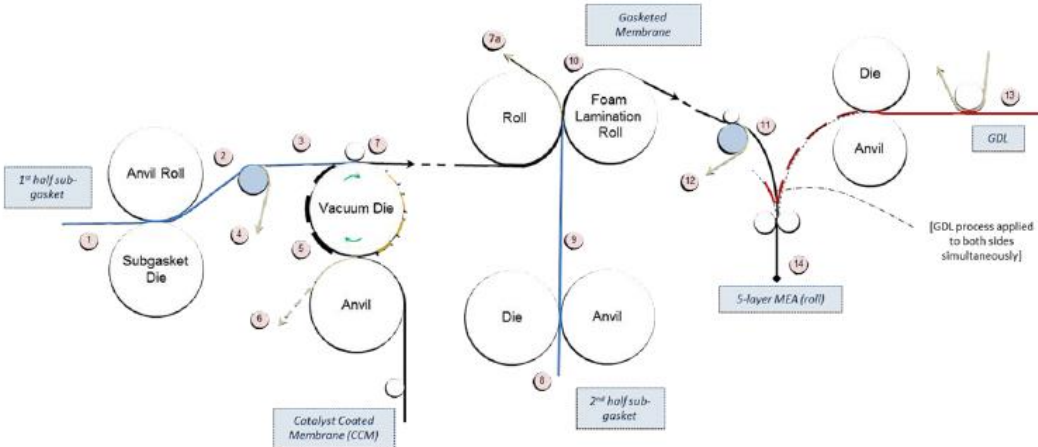 7a
10
Gasketed
Membrane
Die
13
Roll
Foam
Lamination
Roll
11
GDL
3
7
2
Anvil
12
1st half sub-
gasket
Anvil Roll
Vacuum Die
4
[GDL process applied
to both sides
simultaneously]
1
5
9
Subgasket
Die
14
6
Anvil
5-layer MEA (roll)
Die
Anvil
8
2nd half sub-
gasket
Catalyst Coated
Membrane (CCM)